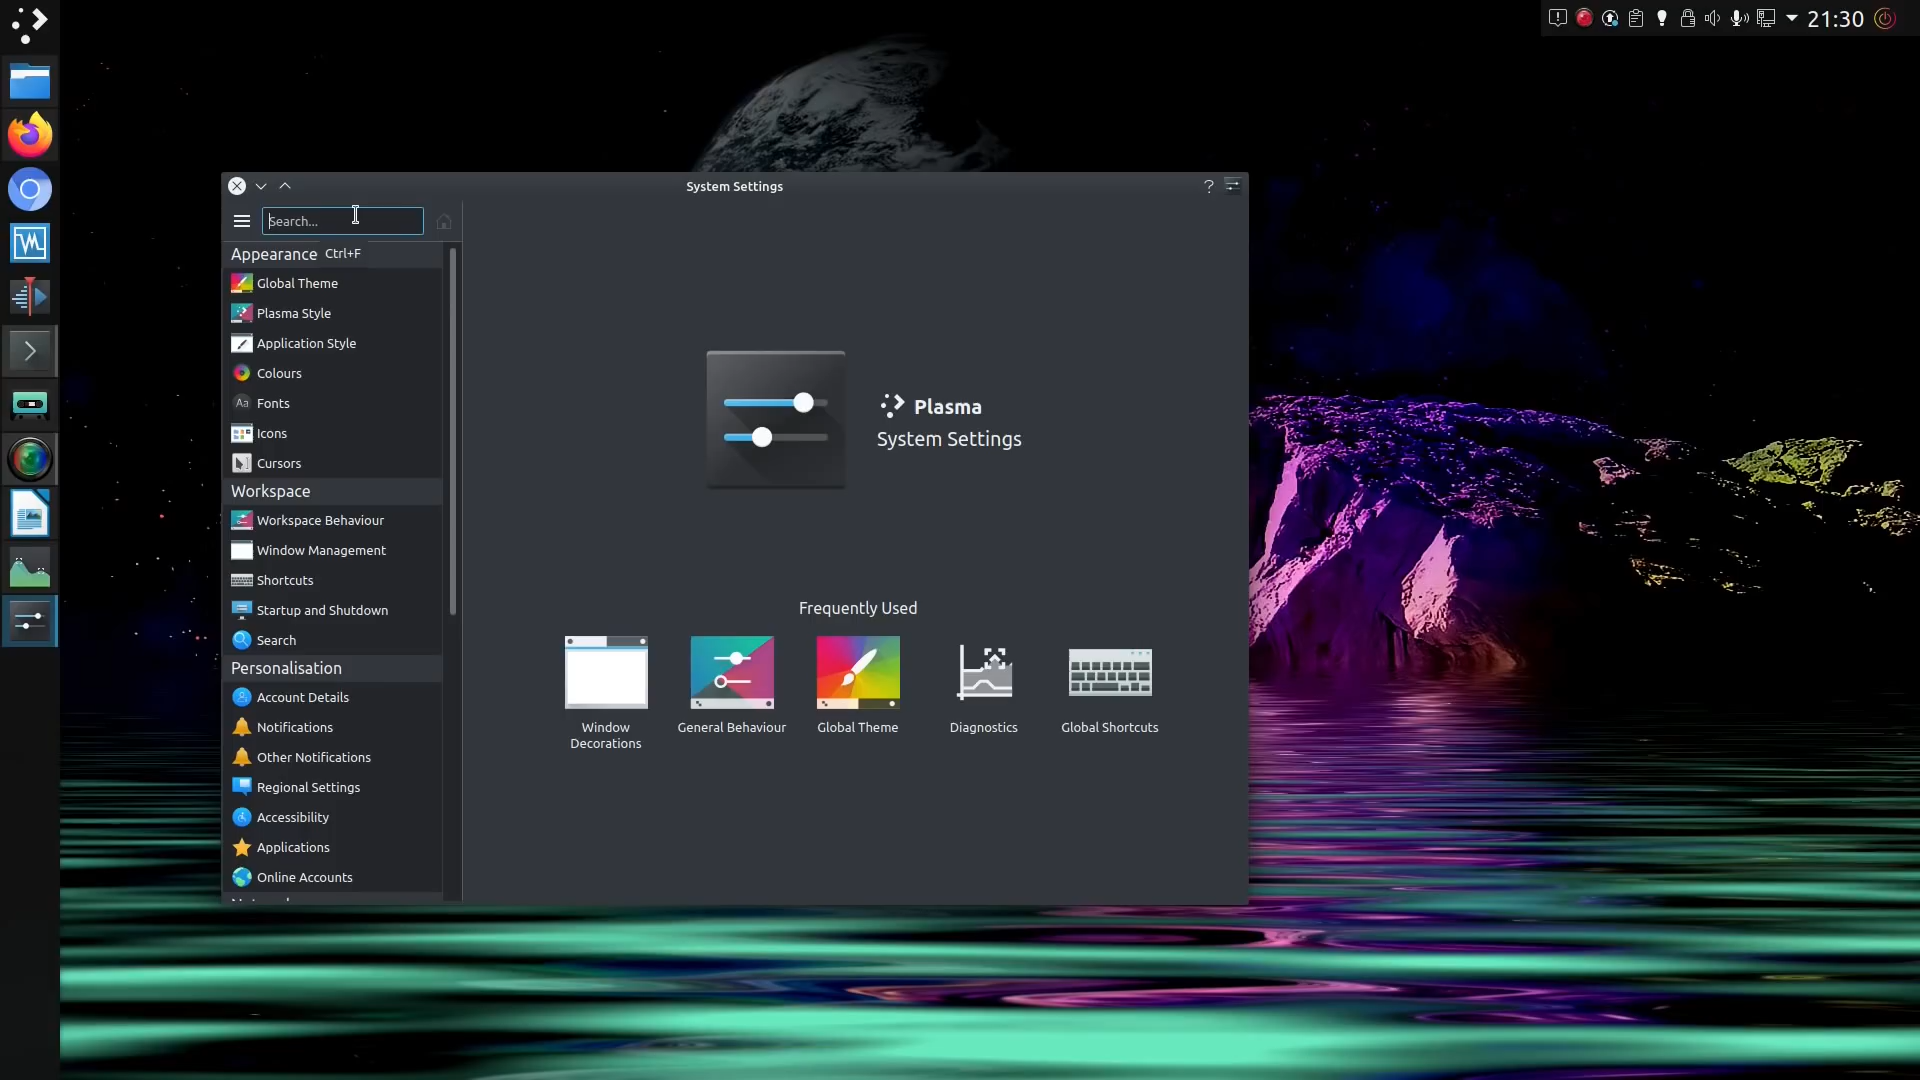 21:30
System Settings
?
Search...
Appearance Ctrl+F
Global Theme
Plasma Style
Application Style
Colours
Aa Fonts
Icons
Cursors
Workspace
Workspace Behaviour
Window Management
Shortcuts
Startup and Shutdown
Search
Personalisation
Account Details
Notifications
Other Notifications
Regional Settings
Accessibility
Applications
Online Accounts
Plasma
System Settings
Frequently Used
Window
Decorations
General Behaviour
Global Theme
Diagnostics
Global Shortcuts